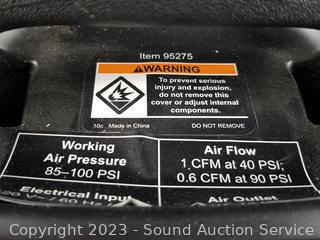 Item 95275
WARNING
To prevent serious
injury and explosion,
do not remove this
cover or adjust internal
components.
10c Made in China DO NOT REMOVE
Working
Air Pressure
85–100 PSI
Air Flow
1 CFM at 40 PSI;
0.6 CFM at 90 PSI
Electrical Input
Air Outlet
Copyright 2023 - Sound Auction Service